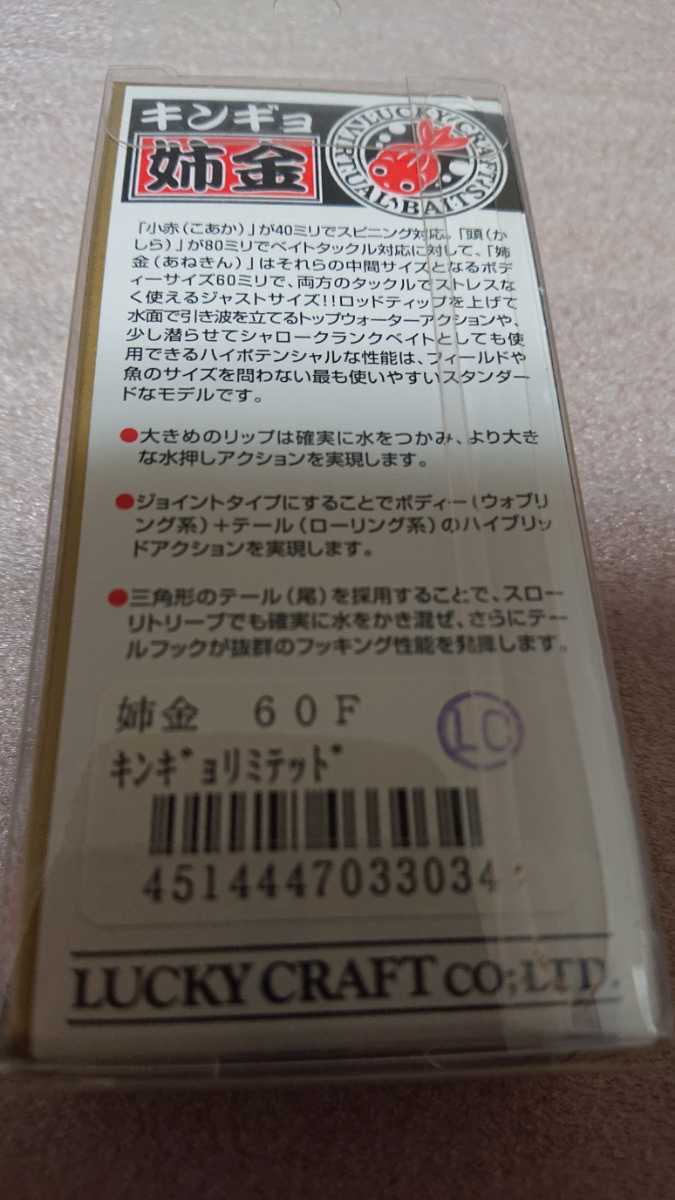 キンギョ
姉金
LUCKY CRAFT
VIRTUAL BAITS
「小赤(こあか)」が40ミリでスピニング対応。「頭(か
しら)」が80ミリでベイトタックル対応に対して、「姉
金(あねきん)」はそれらの中間サイズとなるボデ
ィーサイズ60ミリで、両方のタックルでストレスな
く使えるジャストサイズ!!ロッドティップを上げて
水面で引き波を立てるトップウォーターアクションや、
少し潜らせてシャロークランクベイトとしても使
用できるハイポテンシャルな性能は、フィールドや
魚のサイズを問わない最も使いやすいスタンダー
ドなモデルです。
●大きめのリップは確実に水をつかみ、より大き
な水押しアクションを実現します。
●ジョイントタイプにすることでボディー(ウォブリ
ング系)+テール(ローリング系)のハイブリッ
ドアクションを実現します。
●三角形のテール(尾)を採用することで、スロー
リトリーブでも確実に水をかき混ぜ、さらにテー
ルフックが抜群のフッキング性能を発揮します。
姉金 60F
LC
ｷﾝｷﾞｮﾘﾐﾃｯﾄﾞ
4514447033034
LUCKY CRAFT CO;LTD.